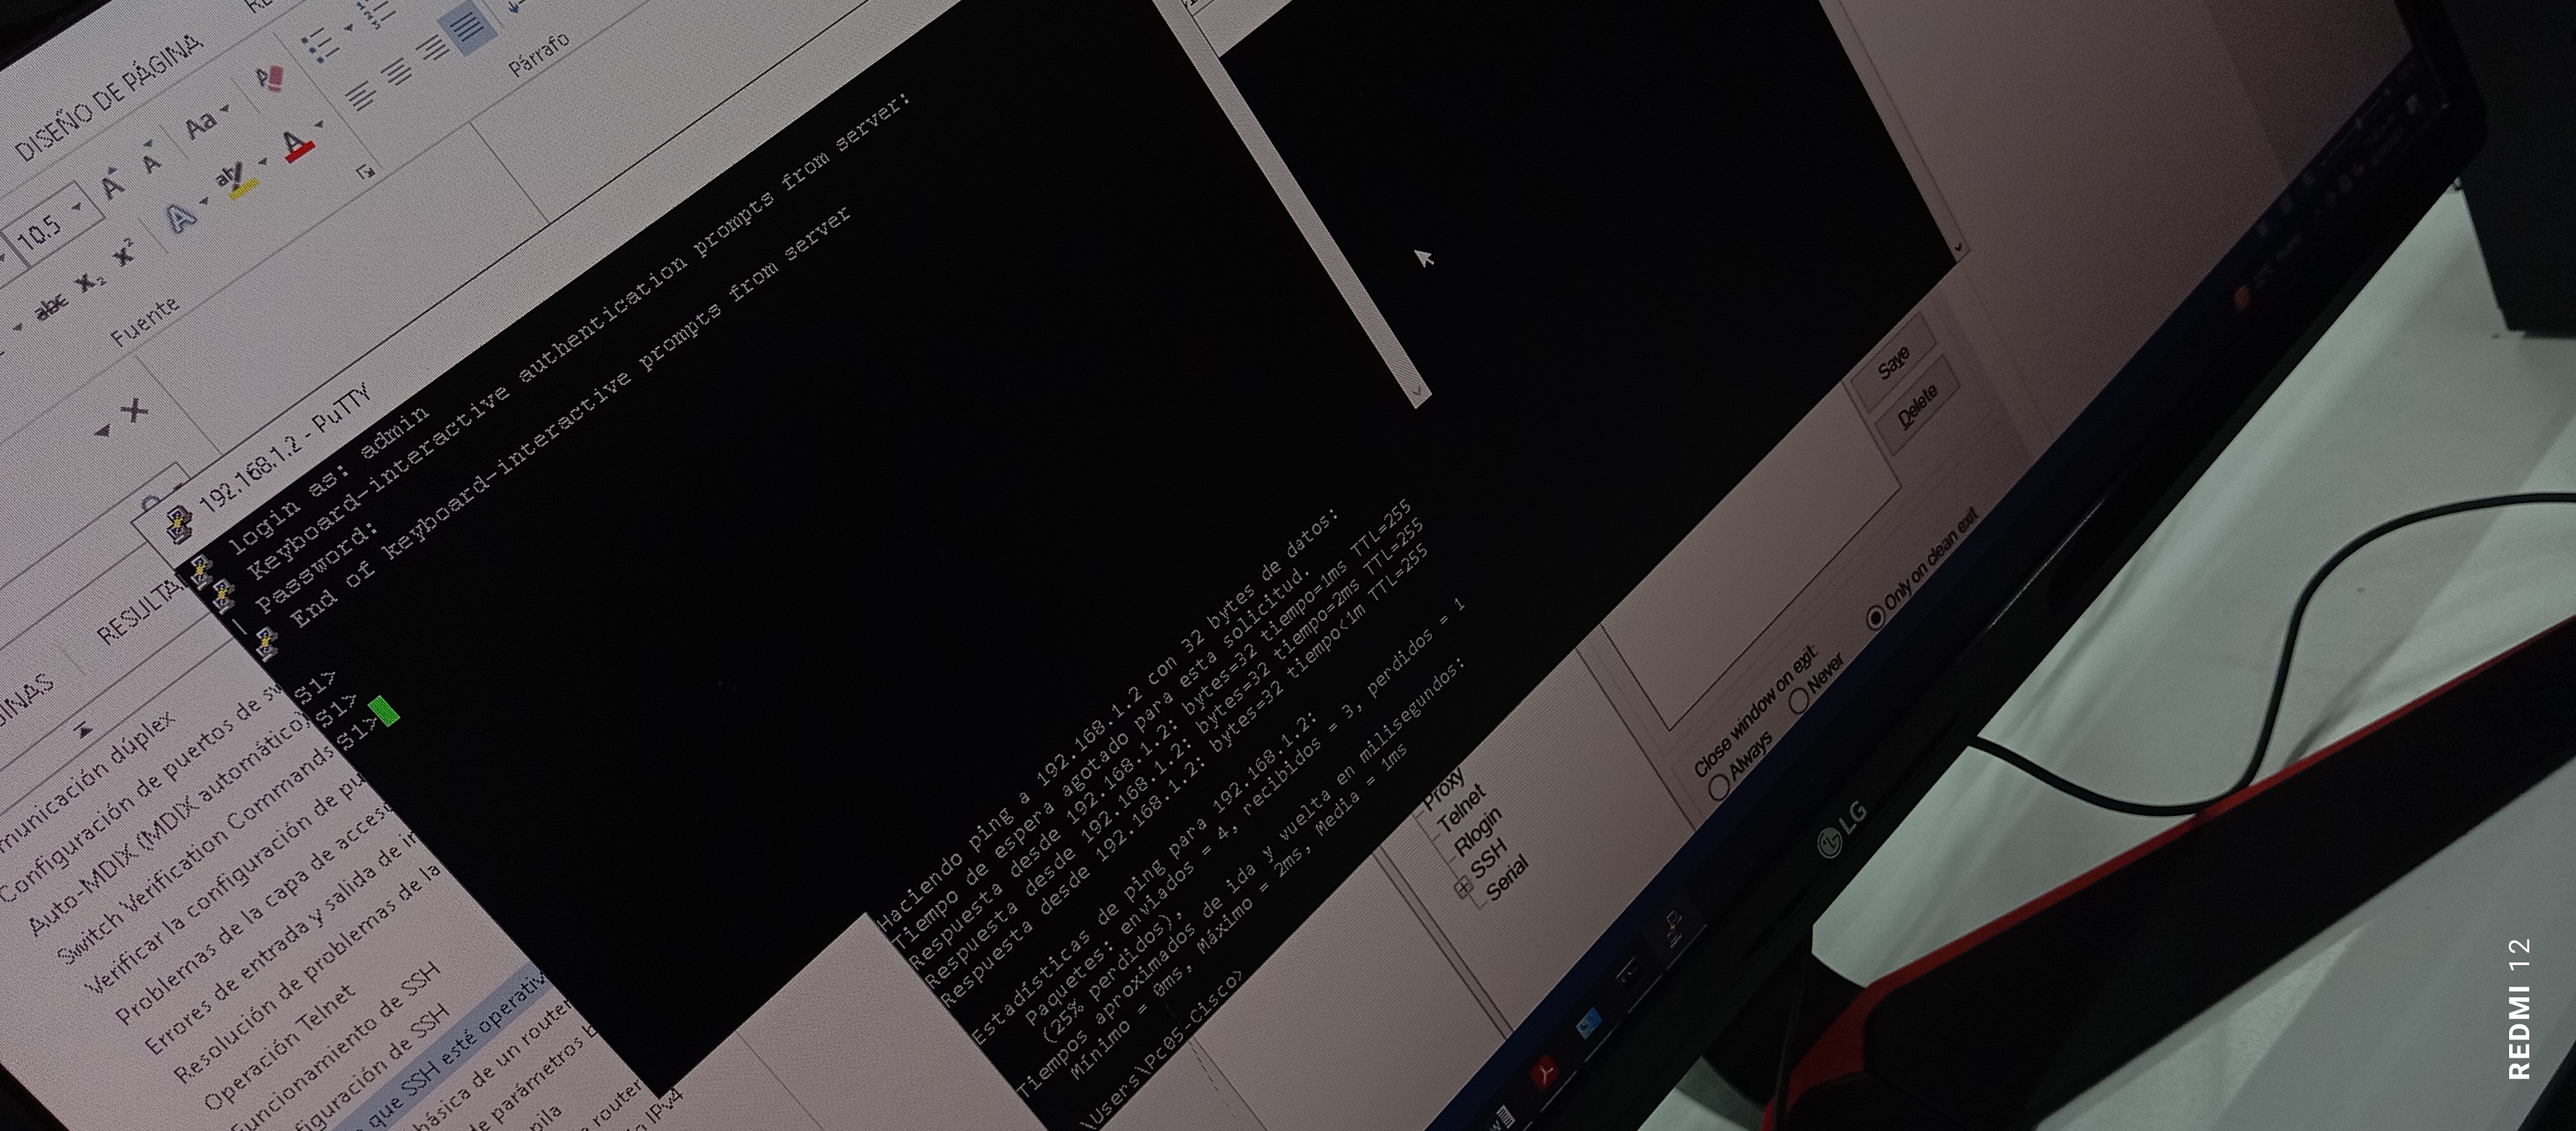 DISEÑO DE PÁGINA
10.5
Aa
abc
Fuente
Párrafo
RESULTA
Configuración de puertos de
Auto-MDIX (MDIX automático)
Switch Verification Commands
Verificar la configuración de
Problemas de la capa de acceso
Errores de entrada y salida de
Resolución de problemas de la
Operación Telnet
de SSH
de SSH
que SSH esté
de un router
de parámetros
router
IPv4
192.168.1.2 - PuTTY
login as: admin
Keyboard-interactive authentication prompts from server:
| Password:
End of keyboard-interactive prompts from server
S1>
S1>
S1>
Haciendo ping a 192.168.1.2 con 32 bytes de datos:
Tiempo de espera agotado para esta solicitud.
Respuesta desde 192.168.1.2: bytes=32 tiempo=1ms TTL=255
Respuesta desde 192.168.1.2: bytes=32 tiempo=2ms TTL=255
Respuesta desde 192.168.1.2: bytes=32 tiempo<1m TTL=255
Estadísticas de ping para 192.168.1.2:
Paquetes: enviados = 4, recibidos = 3, perdidos = 1
(25% perdidos),
Tiempos aproximados de ida y vuelta en milisegundos:
Mínimo = 0ms, Máximo = 2ms, Media = 1ms
\Users\Pc05-Cisco>
Proxy
Telnet
Rlogin
SSH
Serial
Save
Delete
Close window on exit:
Always Never Only on clean exit
LG
REDMI 12